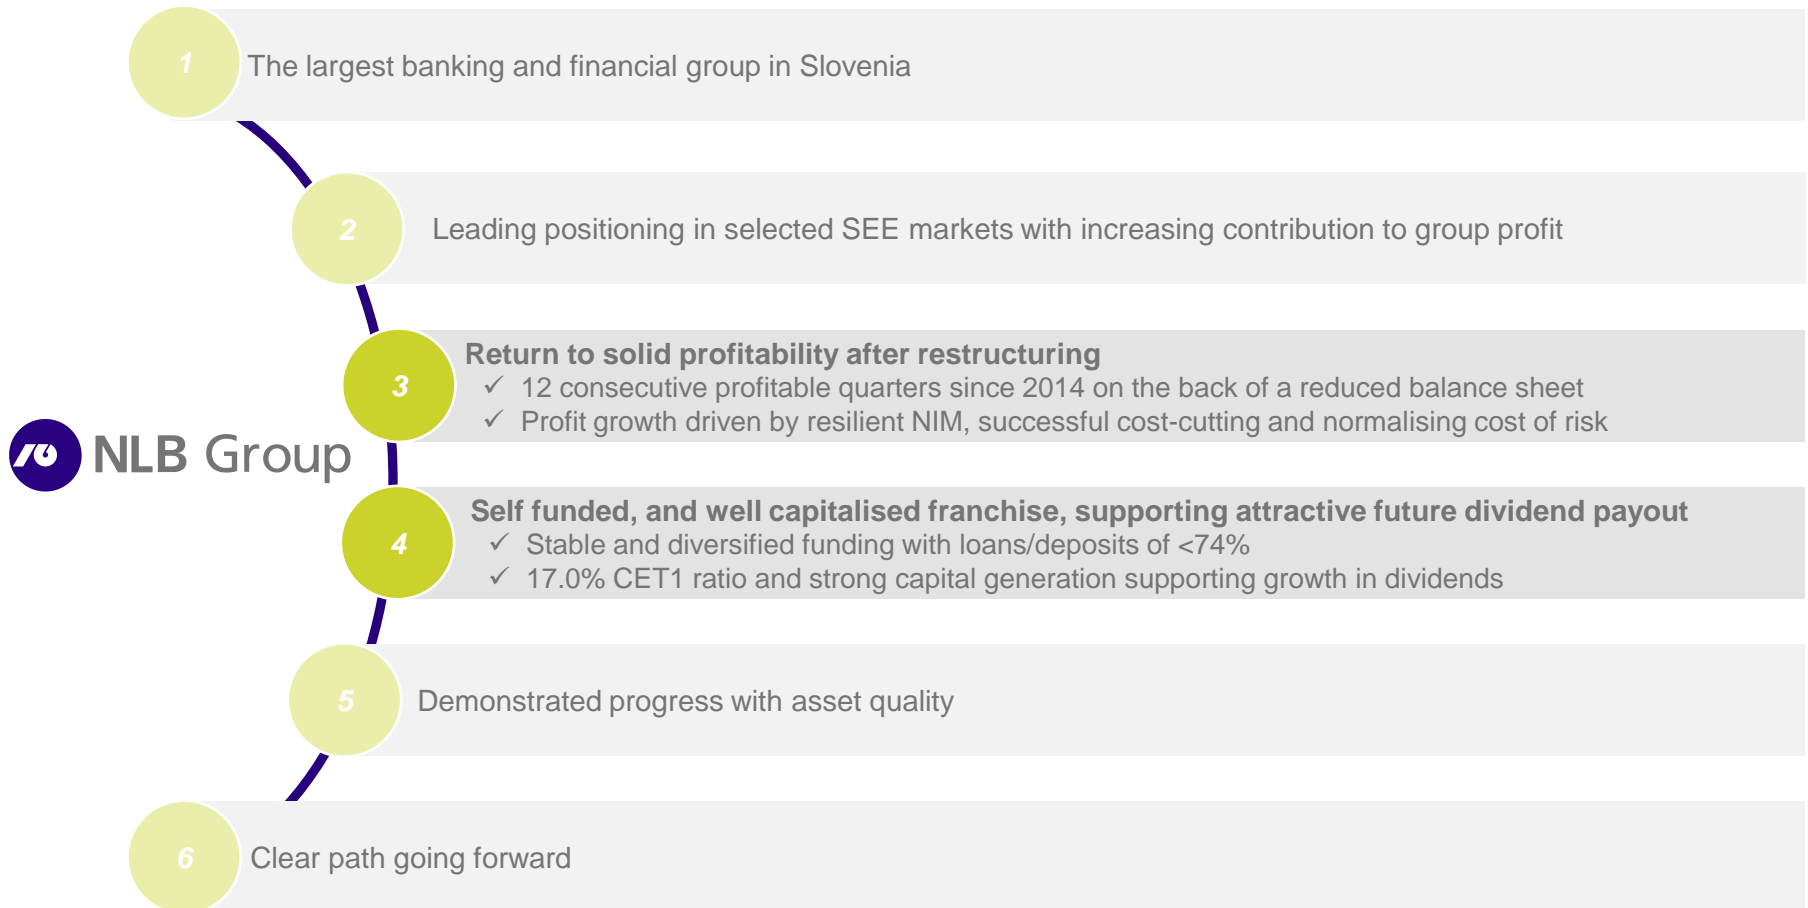 1
The largest banking and financial group in Slovenia
2
Leading positioning in selected SEE markets with increasing contribution to group profit
3
Return to solid profitability after restructuring
✓ 12 consecutive profitable quarters since 2014 on the back of a reduced balance sheet
✓ Profit growth driven by resilient NIM, successful cost-cutting and normalising cost of risk
NLB Group
4
Self funded, and well capitalised franchise, supporting attractive future dividend payout
✓ Stable and diversified funding with loans/deposits of <74%
✓ 17.0% CET1 ratio and strong capital generation supporting growth in dividends
5
Demonstrated progress with asset quality
6
Clear path going forward